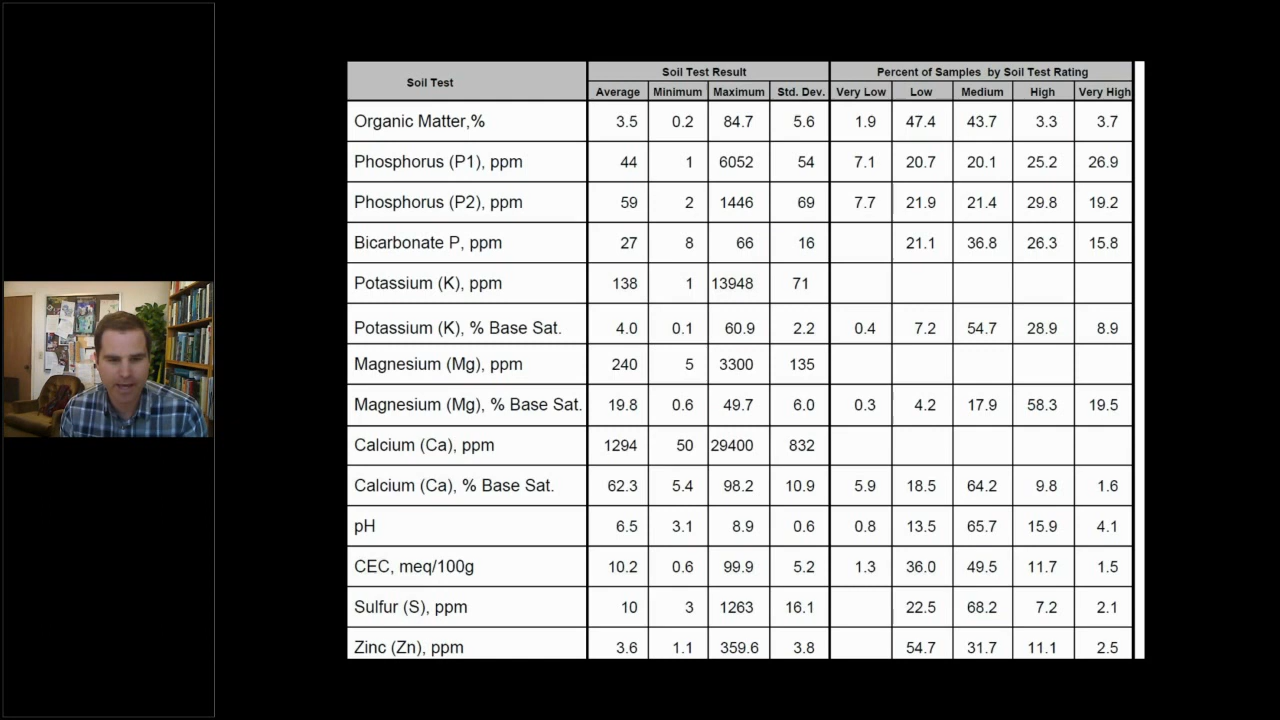 Soil Test Soil Test Result Percent of Samples by Soil Test Rating
Average Minimum Maximum Std. Dev. Very Low Low Medium High Very High
Organic Matter,% 3.5 0.2 84.7 5.6 1.9 47.4 43.7 3.3 3.7
Phosphorus (P1), ppm 44 1 6052 54 7.1 20.7 20.1 25.2 26.9
Phosphorus (P2), ppm 59 2 1446 69 7.7 21.9 21.4 29.8 19.2
Bicarbonate P, ppm 27 8 66 16 21.1 36.8 26.3 15.8
Potassium (K), ppm 138 1 13948 71
Potassium (K), % Base Sat. 4.0 0.1 60.9 2.2 0.4 7.2 54.7 28.9 8.9
Magnesium (Mg), ppm 240 5 3300 135
Magnesium (Mg), % Base Sat. 19.8 0.6 49.7 6.0 0.3 4.2 17.9 58.3 19.5
Calcium (Ca), ppm 1294 50 29400 832
Calcium (Ca), % Base Sat. 62.3 5.4 98.2 10.9 5.9 18.5 64.2 9.8 1.6
pH 6.5 3.1 8.9 0.6 0.8 13.5 65.7 15.9 4.1
CEC, meq/100g 10.2 0.6 99.9 5.2 1.3 36.0 49.5 11.7 1.5
Sulfur (S), ppm 10 3 1263 16.1 22.5 68.2 7.2 2.1
Zinc (Zn), ppm 3.6 1.1 359.6 3.8 54.7 31.7 11.1 2.5